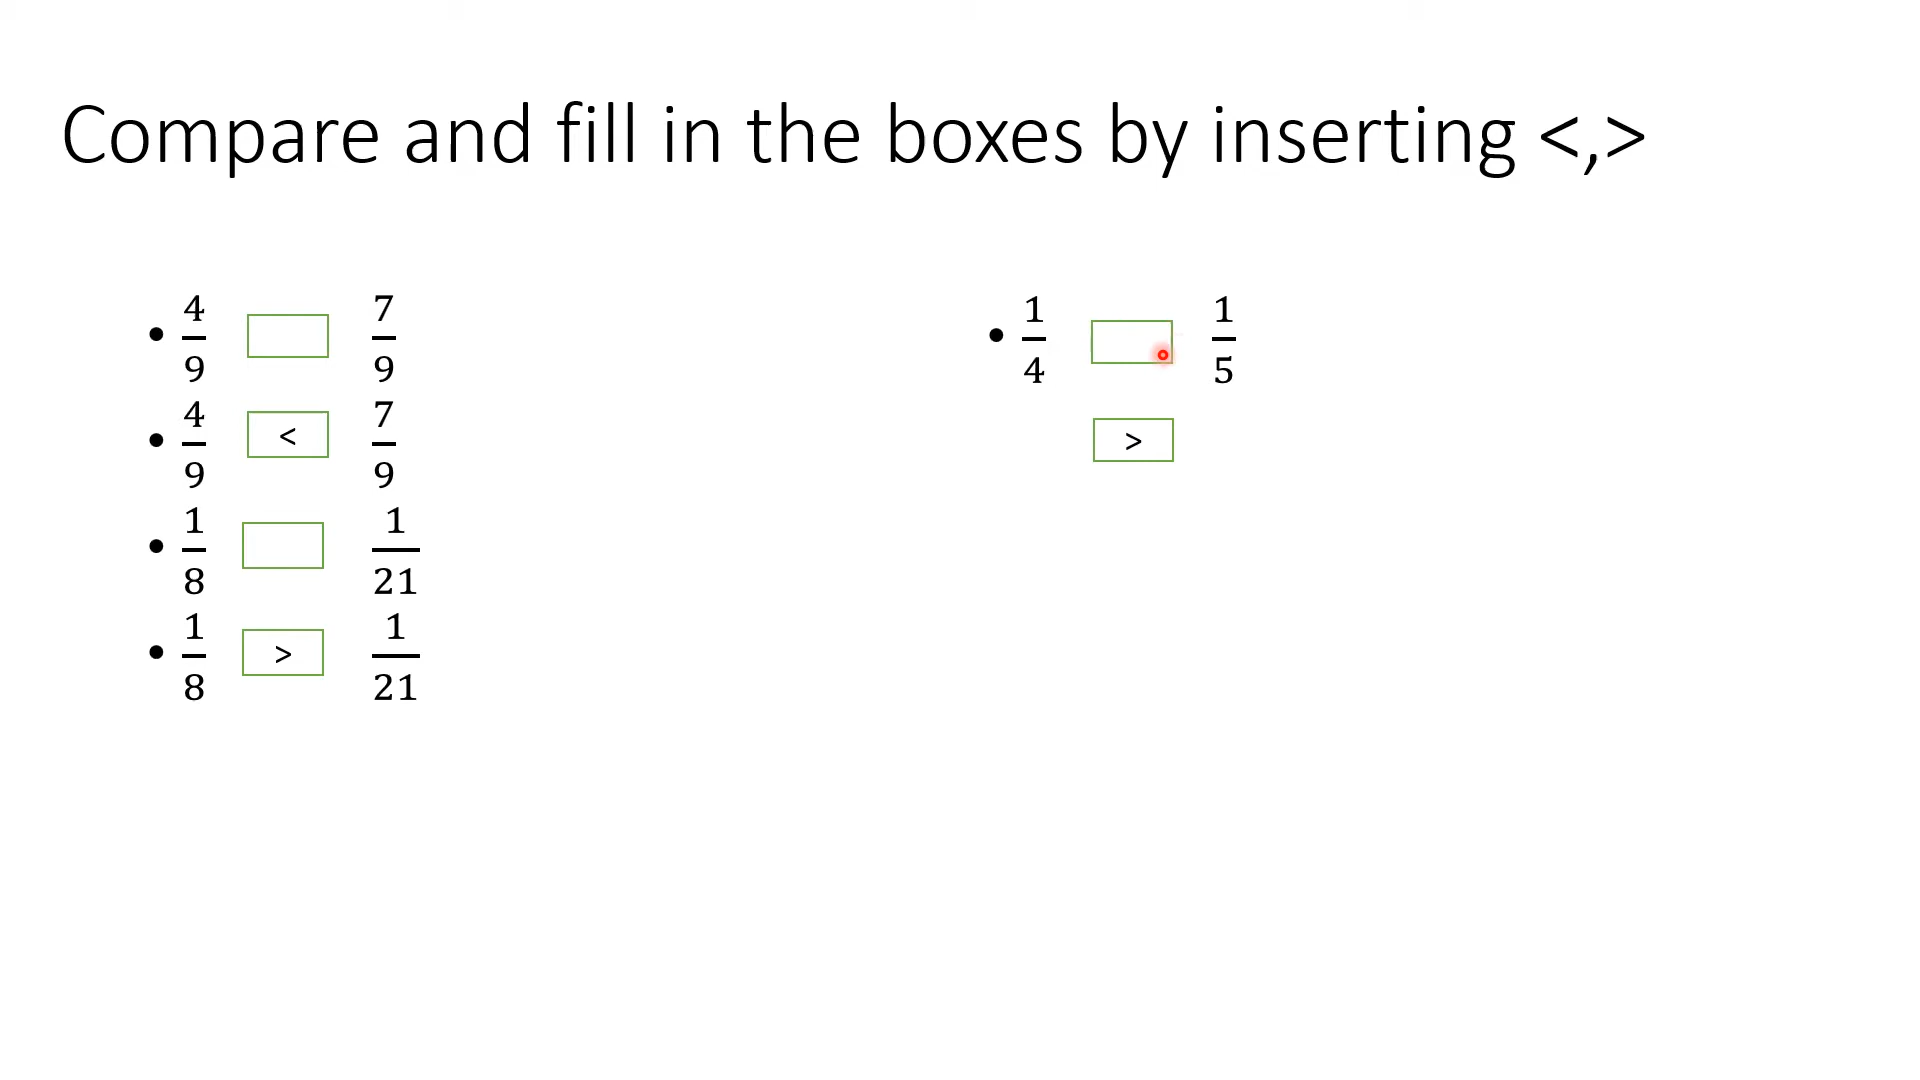 Compare and fill in the boxes by inserting <,>
• 4/9 7/9
• 4/9 < 7/9
• 1/8 1/21
• 1/8 > 1/21
• 1/4 1/5
>